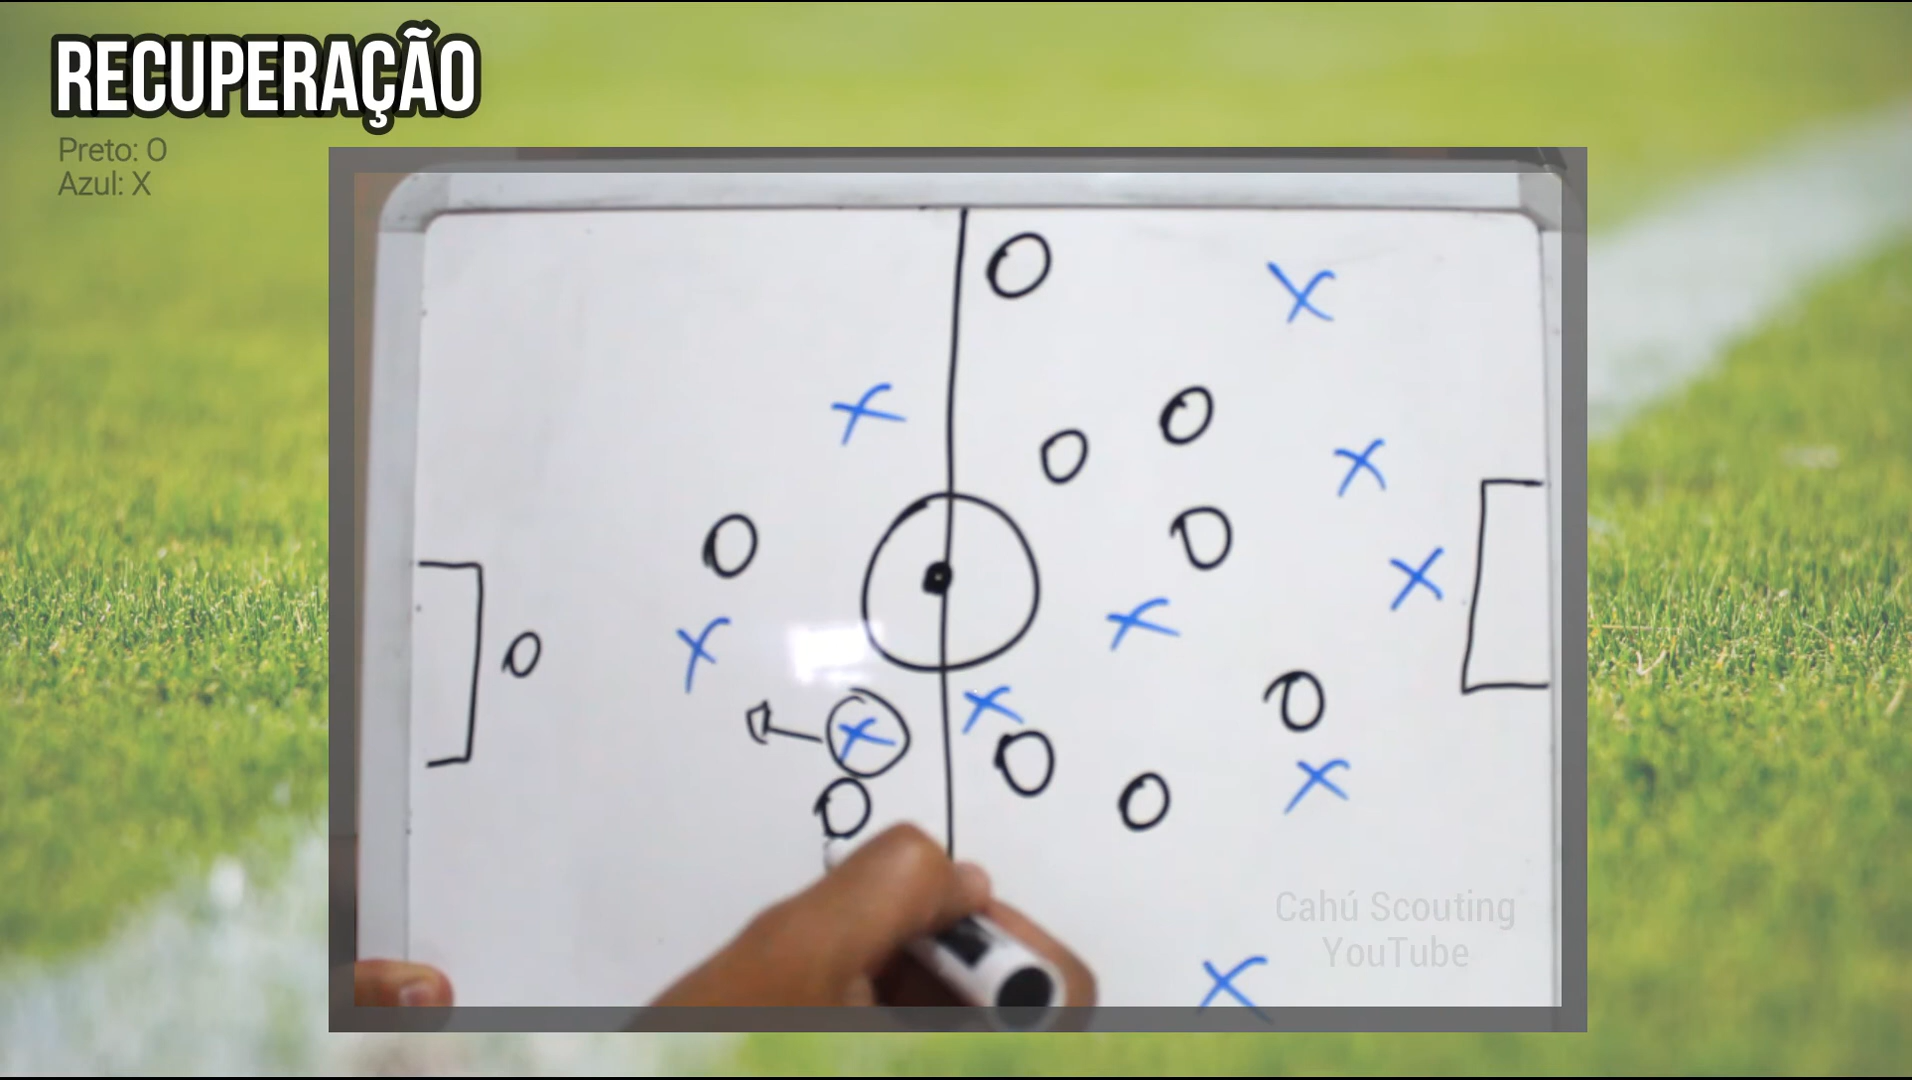 RECUPERAÇÃO
Preto: O
Azul: X
Cahú Scouting
YouTube